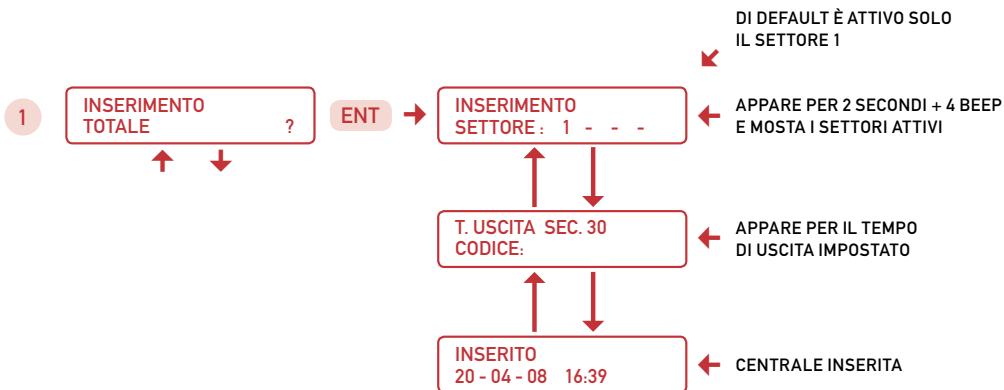 DI DEFAULT È ATTIVO SOLO
IL SETTORE 1
1
INSERIMENTO
TOTALE ?
ENT
INSERIMENTO
SETTORE : 1 - - -
APPARE PER 2 SECONDI + 4 BEEP
E MOSTA I SETTORI ATTIVI
T. USCITA SEC. 30
CODICE:
APPARE PER IL TEMPO
DI USCITA IMPOSTATO
INSERITO
20 - 04 - 08 16:39
CENTRALE INSERITA